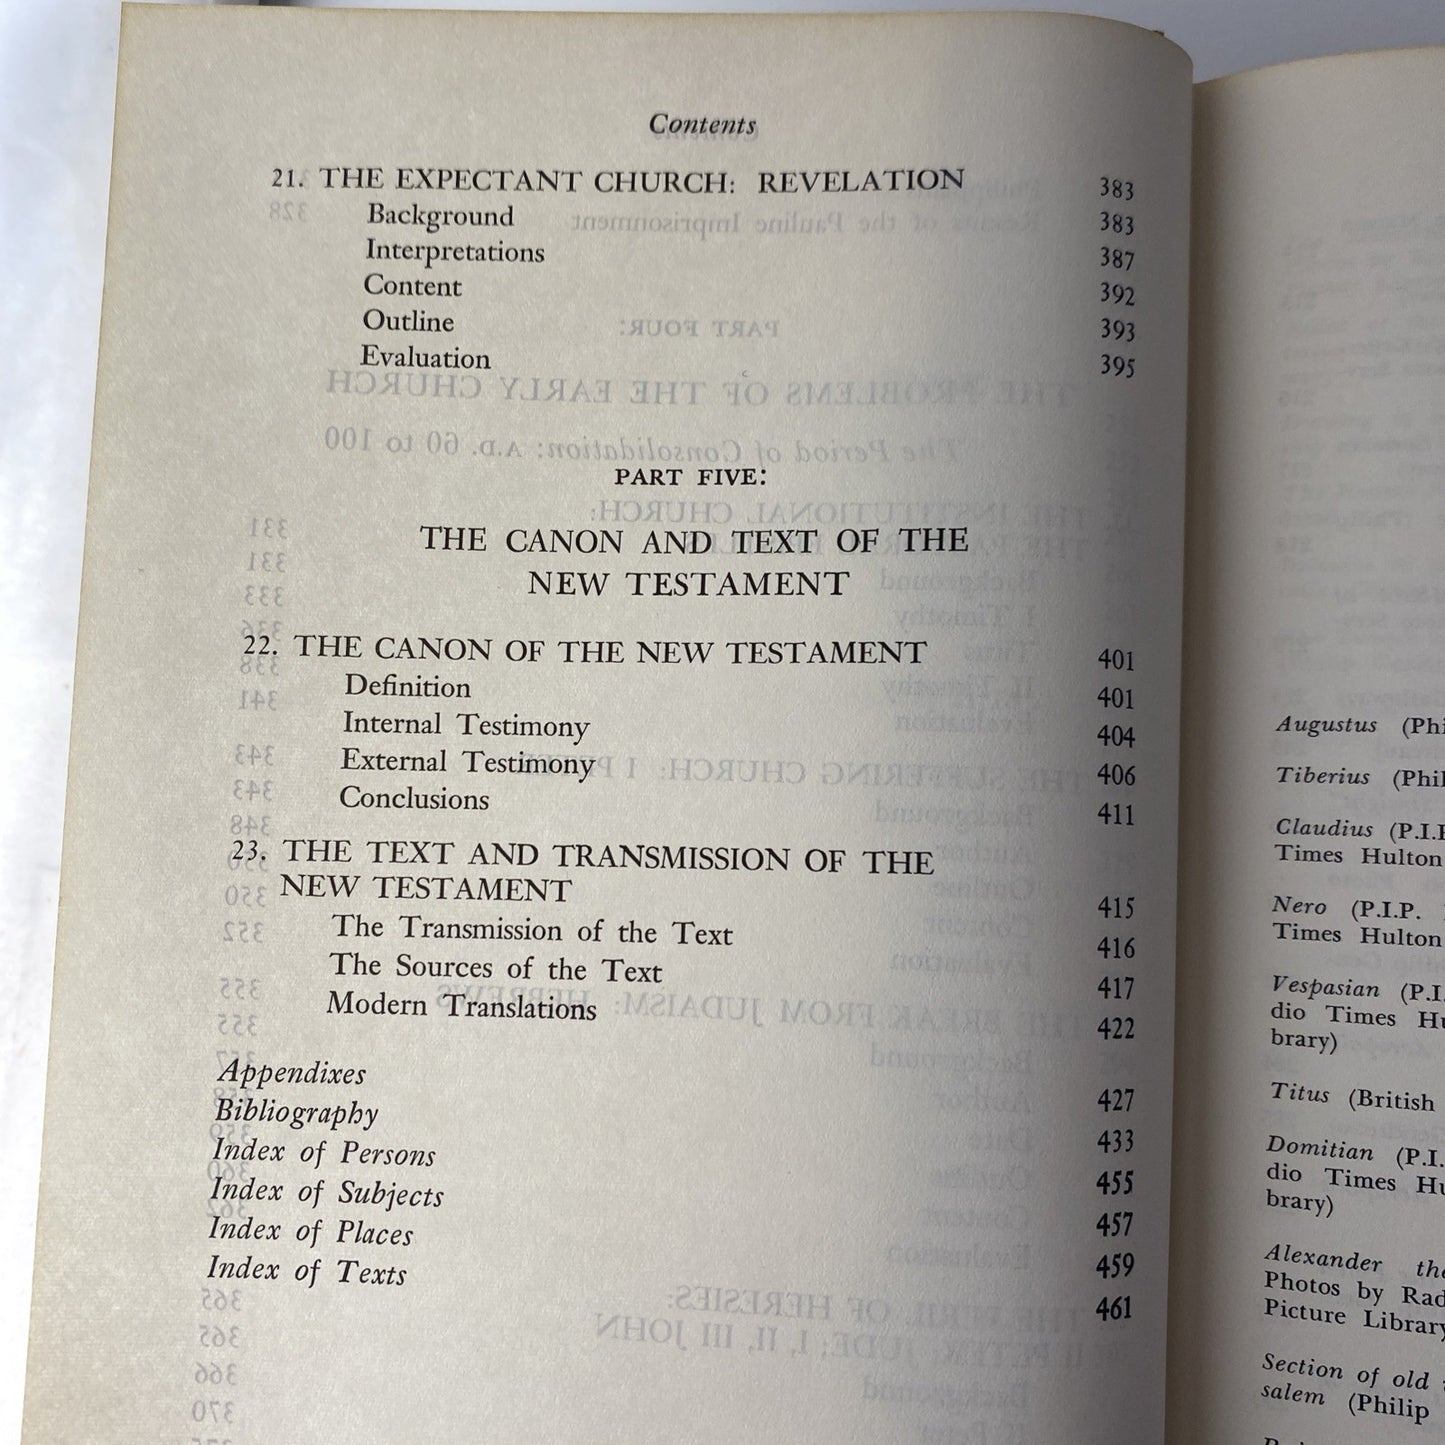 Contents
21. THE EXPECTANT CHURCH: REVELATION 383
Background 383
Interpretations 387
Content 392
Outline 393
Evaluation 395
PART FIVE:
THE CANON AND TEXT OF THE
NEW TESTAMENT
22. THE CANON OF THE NEW TESTAMENT 401
Definition 401
Internal Testimony 404
External Testimony 406
Conclusions 411
23. THE TEXT AND TRANSMISSION OF THE
NEW TESTAMENT 415
The Transmission of the Text 416
The Sources of the Text 417
Modern Translations 422
Appendixes 427
Bibliography 433
Index of Persons 455
Index of Subjects 457
Index of Places 459
Index of Texts 461
Augustus (Phi
Tiberius (Phil
Claudius (P.I.
Times Hulton
Nero (P.I.P.
Times Hulton
Vespasian (P.I.
dio Times Hu
brary)
Titus (British
Domitian (P.I.
dio Times Hu
brary)
Alexander the
Photos by Rad
Picture Library
Section of old
salem (Philip